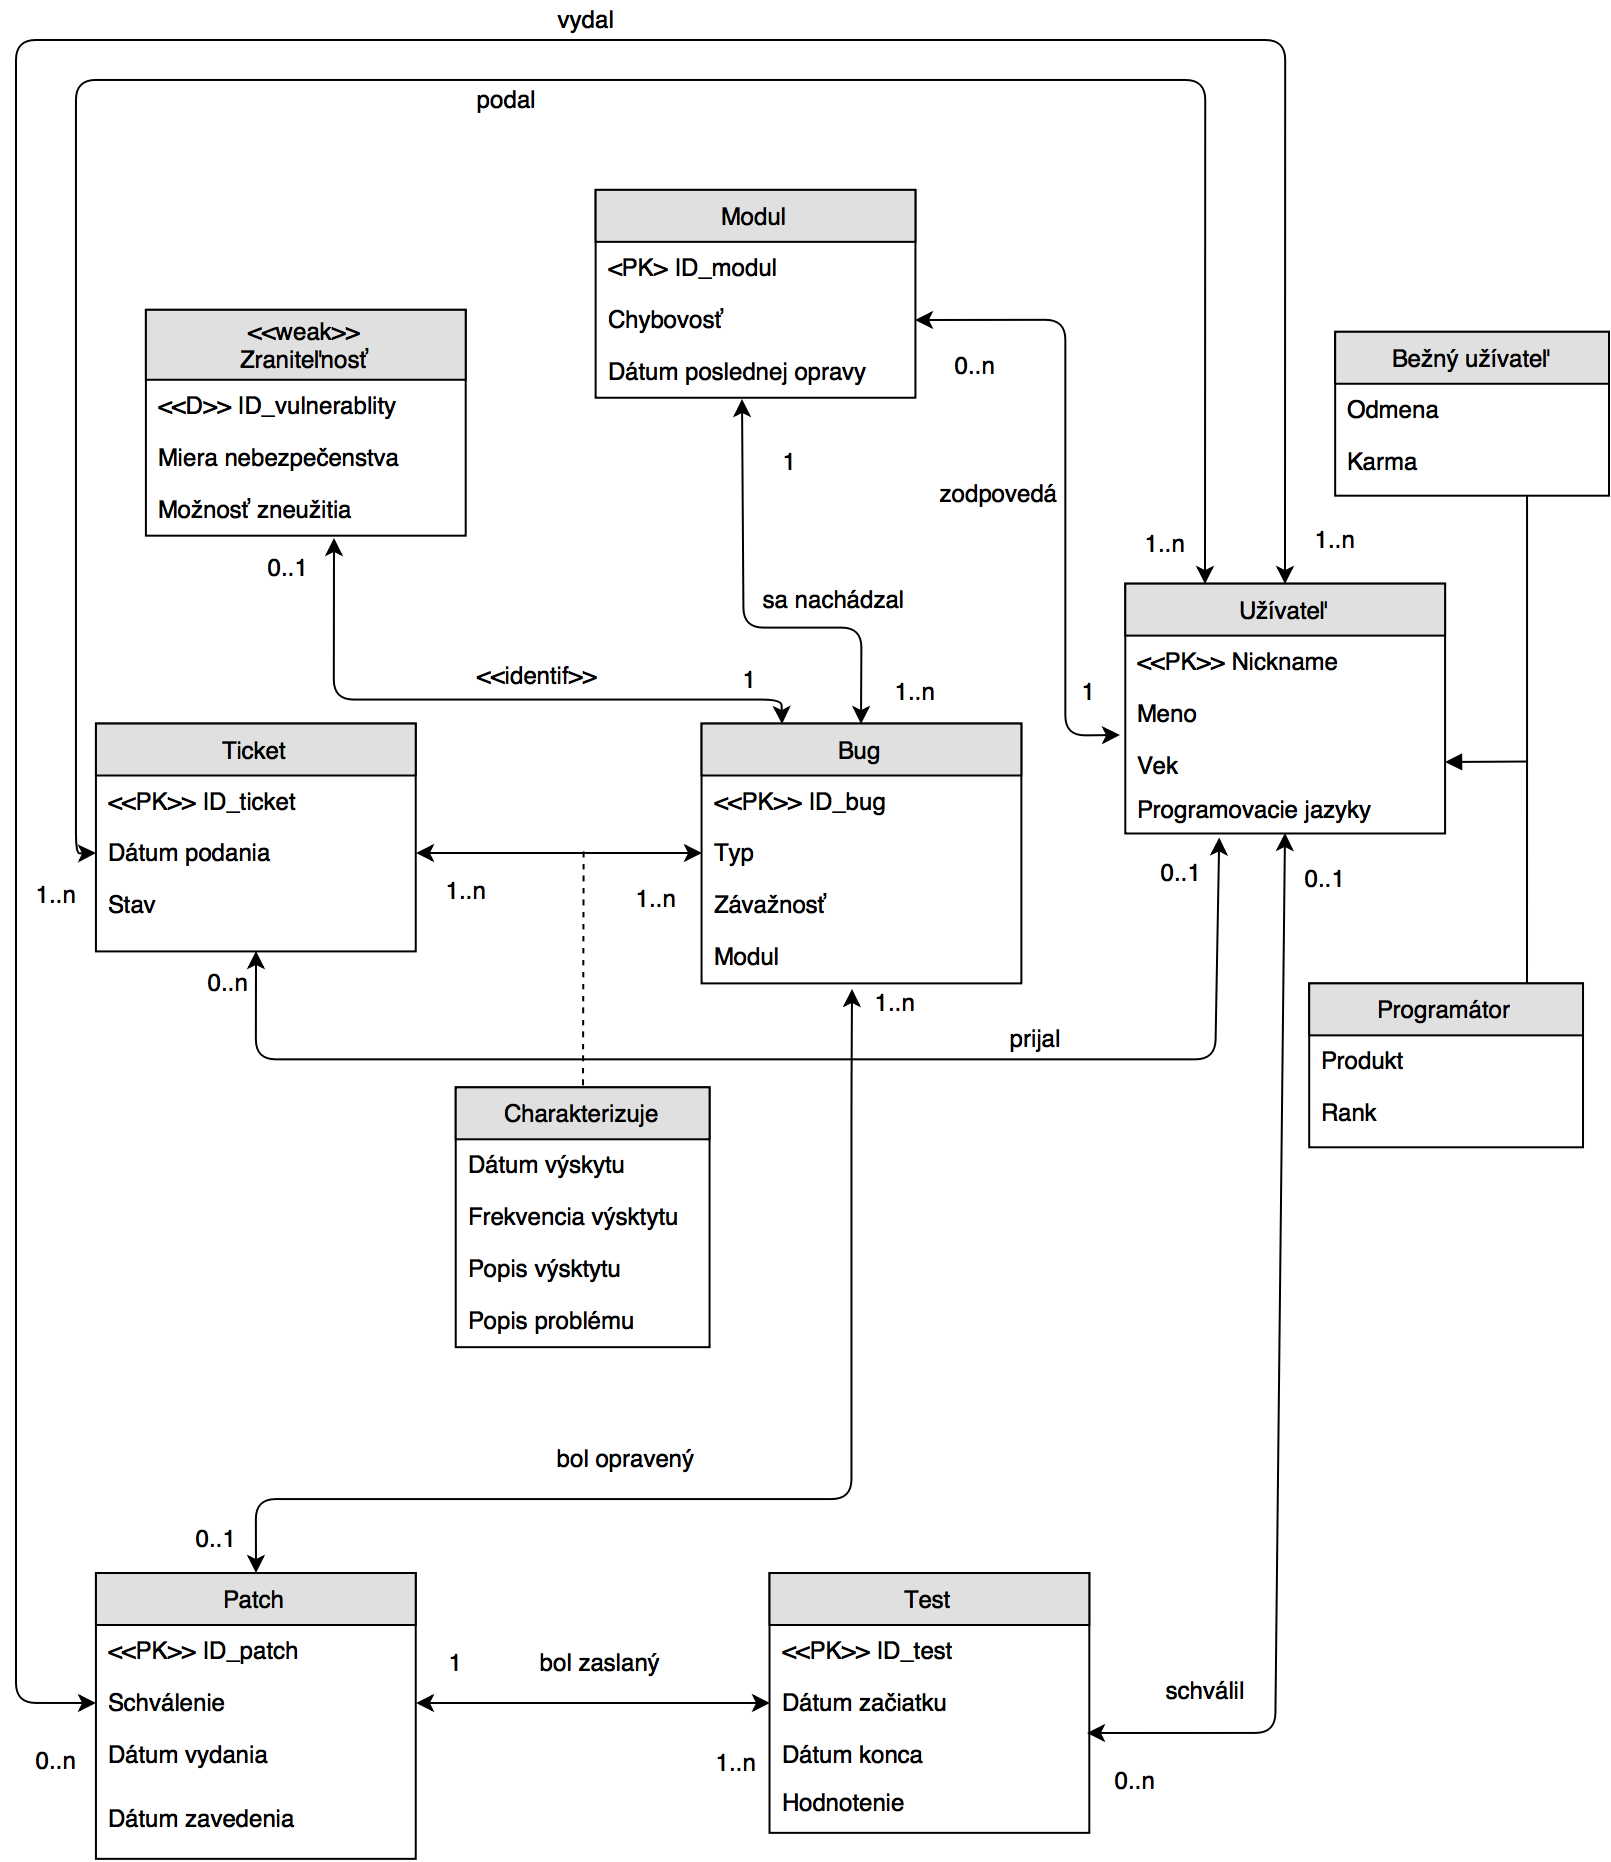 vydal
podal
Modul
<PK> ID_modul
Chybovosť
Dátum poslednej opravy
0..n
1
zodpovedá
<<weak>>
Zraniteľnosť
<<D>> ID_vulnerablity
Miera nebezpečenstva
Možnosť zneužitia
0..1
Bežný užívateľ
Odmena
Karma
1..n
1..n
sa nachádzal
<<identif>>
1
1..n
1
Užívateľ
<<PK>> Nickname
Meno
Vek
Programovacie jazyky
Ticket
<<PK>> ID_ticket
Dátum podania
Stav
1..n
1..n
1..n
Bug
<<PK>> ID_bug
Typ
Závažnosť
Modul
0..1
0..1
0..n
1..n
prijal
Programátor
Produkt
Rank
Charakterizuje
Dátum výskytu
Frekvencia výsktytu
Popis výsktytu
Popis problému
bol opravený
0..1
Patch
<<PK>> ID_patch
Schválenie
Dátum vydania
Dátum zavedenia
0..n
1
bol zaslaný
1..n
Test
<<PK>> ID_test
Dátum začiatku
Dátum konca
Hodnotenie
schválil
0..n